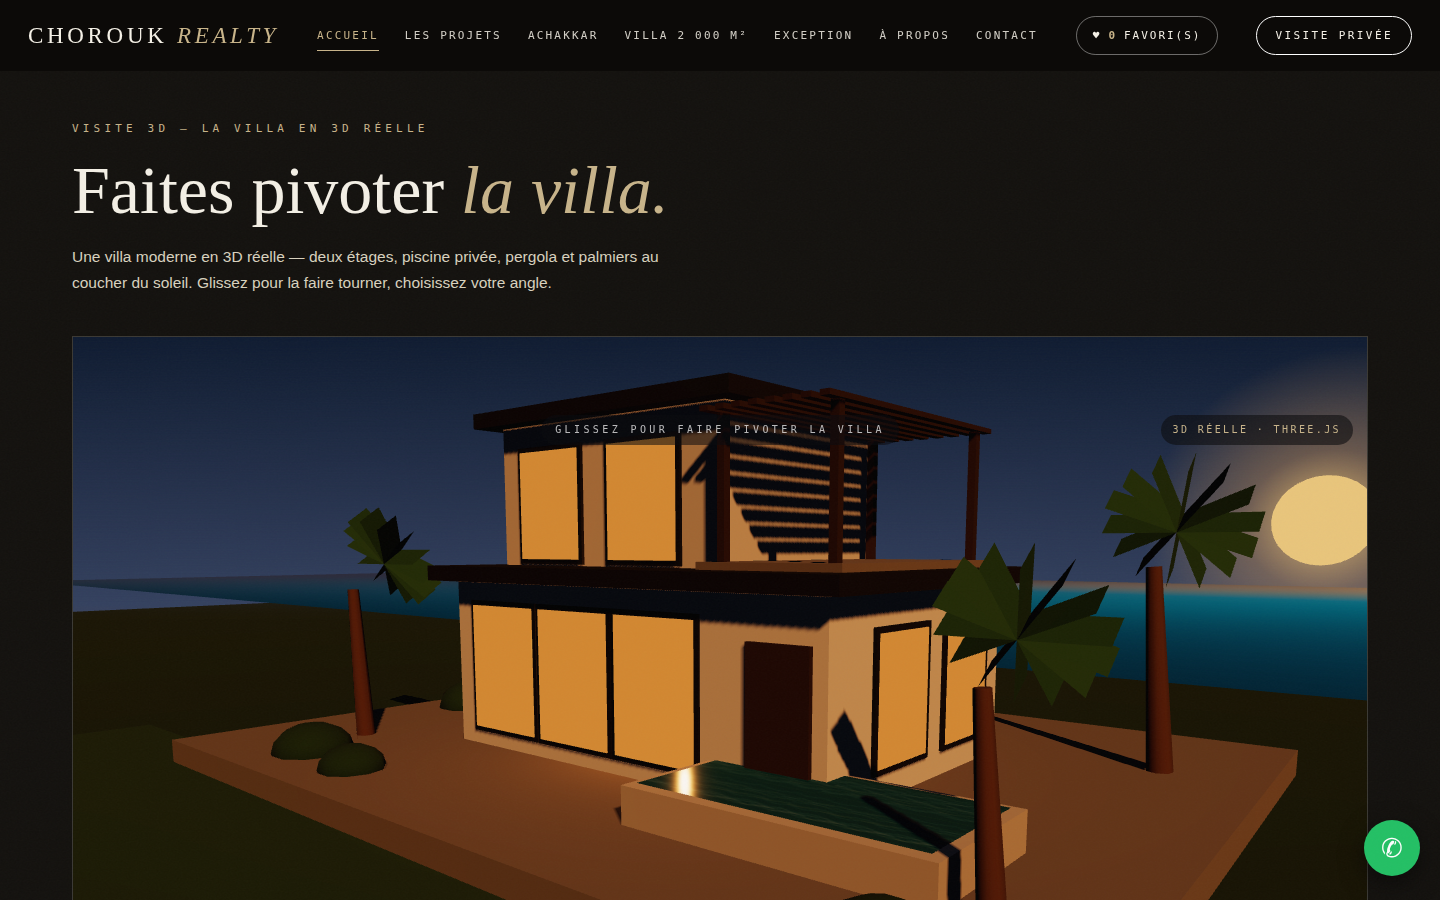 CHOROUK REALTY
ACCUEIL
LES PROJETS
ACHAKKAR
VILLA 2 000 M²
EXCEPTION
À PROPOS
CONTACT
♥ 0 FAVORI(S)
VISITE PRIVÉE
VISITE 3D — LA VILLA EN 3D RÉELLE
Faites pivoter la villa.
Une villa moderne en 3D réelle — deux étages, piscine privée, pergola et palmiers au
coucher du soleil. Glissez pour la faire tourner, choisissez votre angle.
GLISSEZ POUR FAIRE PIVOTER LA VILLA
3D RÉELLE · THREE.JS